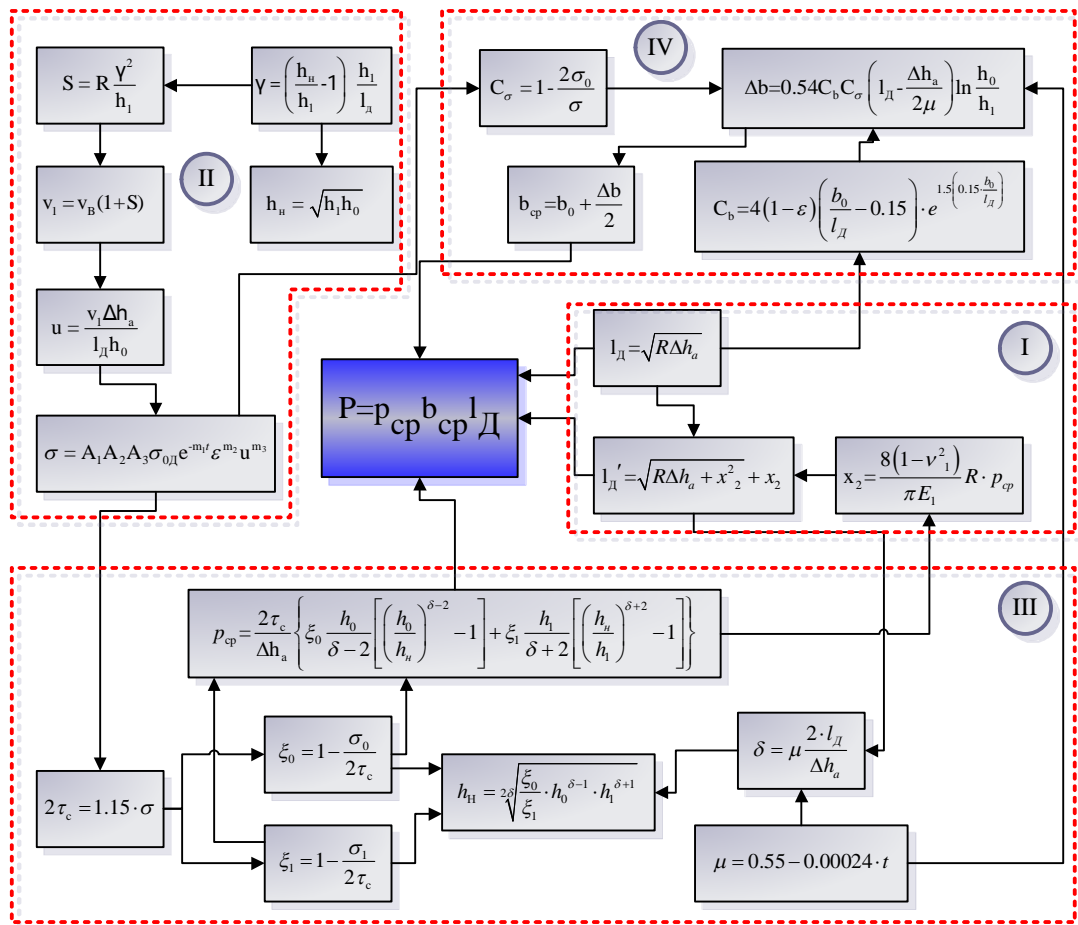 II
S = R γ²/h₁
γ = (hн/h₁ - 1) h₁/lд
v₁ = vB(1+S)
hн = √(h₁h₀)
u = v₁Δhₐ/(lДh₀)
σ = A₁A₂A₃σ₀Д e^(-m₁t) ε^(m₂) u^(m₃)
IV
Cσ = 1 - 2σ₀/σ
Δb=0.54CbCσ(lД - Δhₐ/2μ) ln h₀/h₁
bср = b₀ + Δb/2
Cb = 4(1-ε)(b₀/lД - 0.15)·e^(1.5(0.15·b₀/lД))
I
lД = √(RΔhₐ)
P=pсрbсрlД
lД′ = √(RΔhₐ + x²₂) + x₂
x₂ = 8(1-ν²₁)/(πE₁) R·pср
III
pср = 2τс/Δhₐ {ξ₀ h₀/(δ-2) [(h₀/hн)^(δ-2) - 1] + ξ₁ h₁/(δ+2) [(hн/h₁)^(δ+2) - 1]}
ξ₀ = 1 - σ₀/2τс
δ = μ 2·lД/Δhₐ
2τс = 1.15·σ
hН = ^(2δ)√(ξ₀/ξ₁ · h₀^(δ-1) · h₁^(δ+1))
ξ₁ = 1 - σ₁/2τс
μ = 0.55 - 0.00024·t